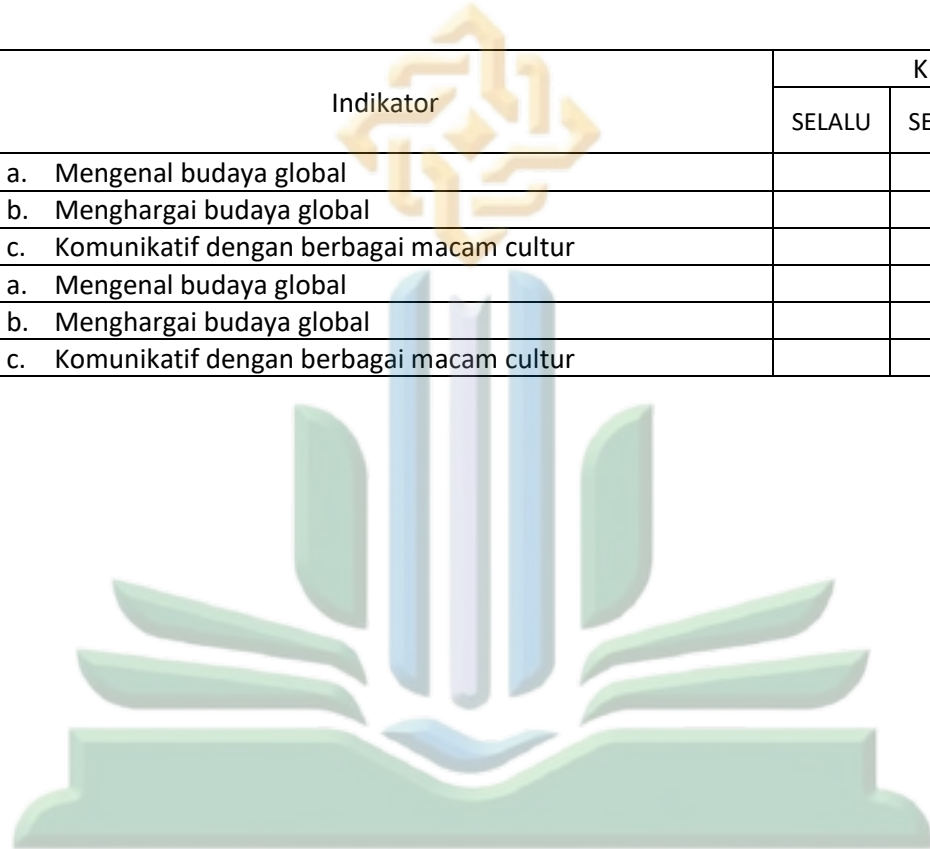 Indikator
K
SELALU SE
a. Mengenal budaya global
b. Menghargai budaya global
c. Komunikatif dengan berbagai macam cultur
a. Mengenal budaya global
b. Menghargai budaya global
c. Komunikatif dengan berbagai macam cultur